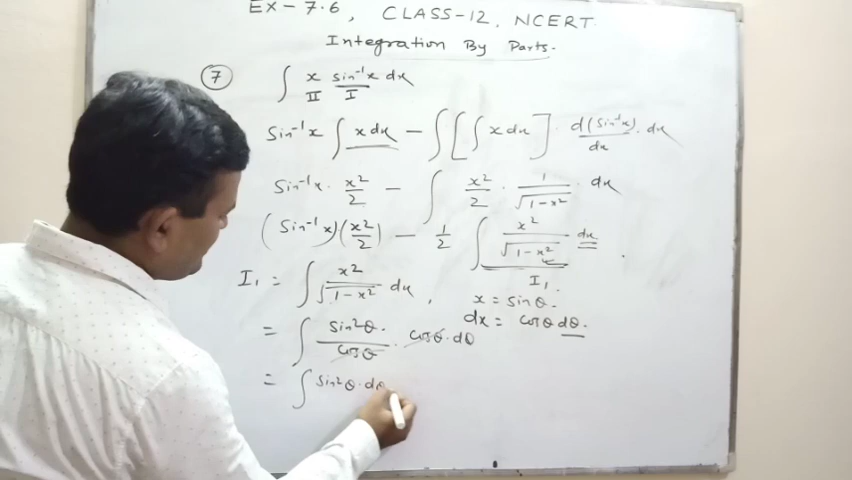 EX - 7.6, CLASS-12, NCERT.
Integration By Parts.
⑦ ∫ x sin⁻¹x dx
II I
Sin⁻¹x ∫ x dx - ∫ [ ∫ x dx ] . d(Sin⁻¹x)/dx . dx
Sin⁻¹x . x²/2 - ∫ x²/2 . 1/√(1-x²) . dx
(Sin⁻¹x)(x²/2) - 1/2 ∫ x²/√(1-x²) dx
I₁
I₁ = ∫ x²/√(1-x²) dx , x = sinθ.
dx = cosθ dθ.
= ∫ sin²θ./cosθ . cosθ.dθ
= ∫ sin²θ.dθ